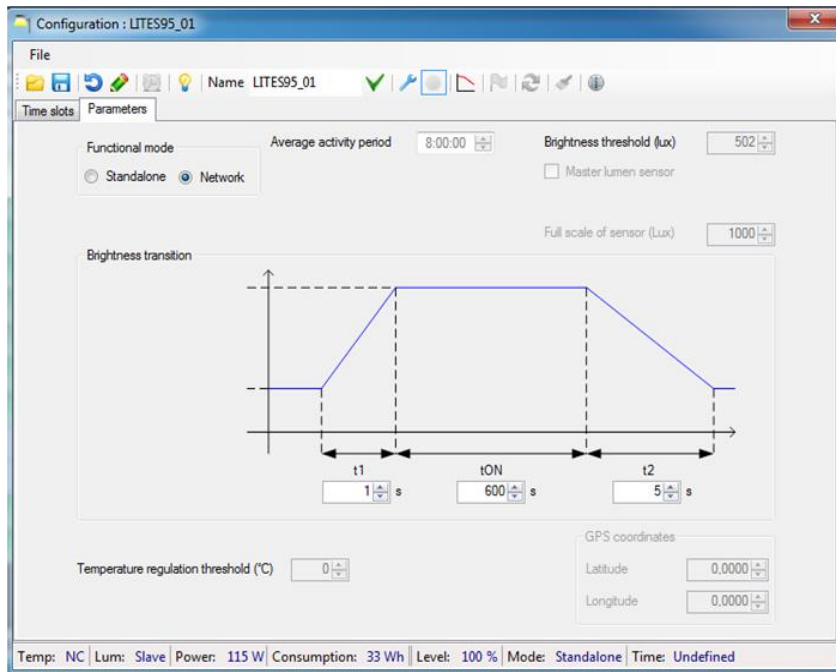 Configuration : LITES95_01
File
Name LITES95_01
Time slots Parameters
Functional mode
Standalone Network
Average activity period 8:00:00
Brightness threshold (lux) 502
Master lumen sensor
Full scale of sensor (Lux) 1000
Brightness transition
t1 tON t2
1 s 600 s 5 s
Temperature regulation threshold (°C) 0
GPS coordinates
Latitude 0,0000
Longitude 0,0000
Temp: NC Lum: Slave Power: 115 W Consumption: 33 Wh Level: 100 % Mode: Standalone Time: Undefined